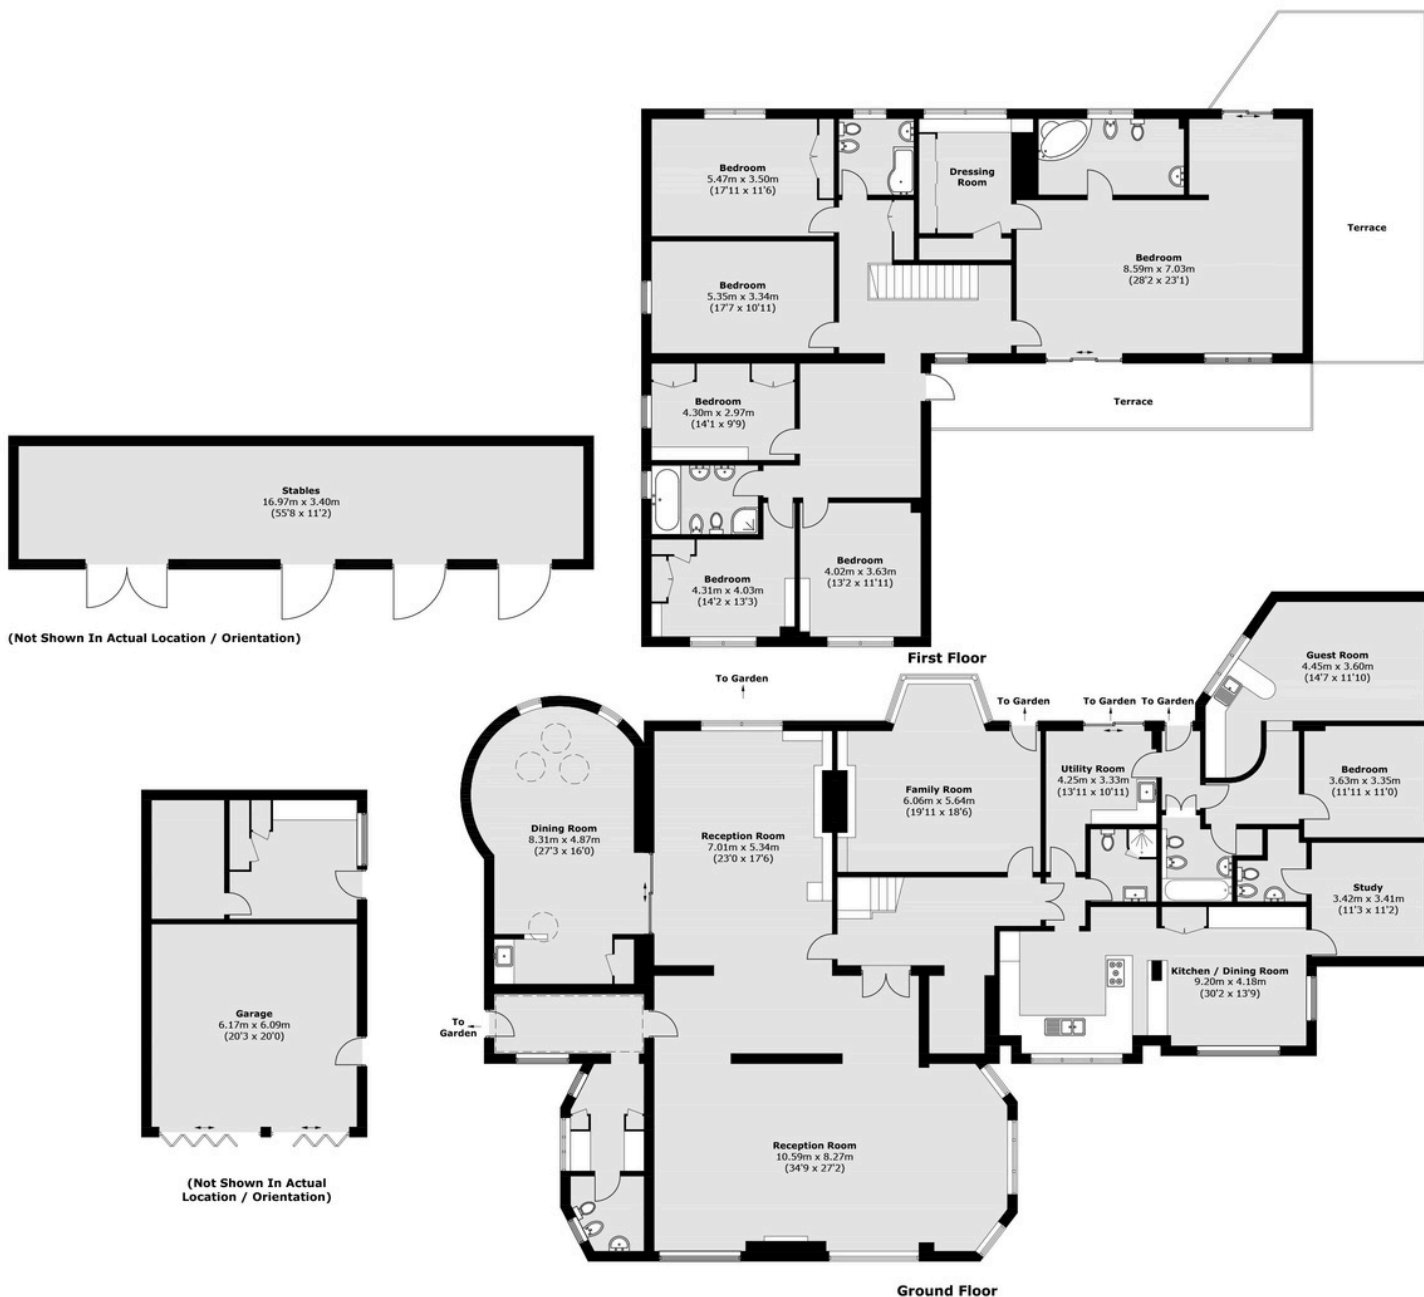 Bedroom
5.47m x 3.50m
(17'11 x 11'6)
Dressing
Room
Terrace
Bedroom
8.59m x 7.03m
(28'2 x 23'1)
Bedroom
5.35m x 3.34m
(17'7 x 10'11)
Bedroom
4.30m x 2.97m
(14'1 x 9'9)
Terrace
Stables
16.97m x 3.40m
(55'8 x 11'2)
Bedroom
4.02m x 3.63m
(13'2 x 11'11)
Bedroom
4.31m x 4.03m
(14'2 x 13'3)
(Not Shown In Actual Location / Orientation)
First Floor
To Garden
Guest Room
4.45m x 3.60m
(14'7 x 11'10)
To Garden
To Garden
To Garden
Utility Room
4.25m x 3.33m
(13'11 x 10'11)
Bedroom
3.63m x 3.35m
(11'11 x 11'0)
Family Room
6.06m x 5.64m
(19'11 x 18'6)
Dining Room
8.31m x 4.87m
(27'3 x 16'0)
Reception Room
7.01m x 5.34m
(23'0 x 17'6)
Study
3.42m x 3.41m
(11'3 x 11'2)
Kitchen / Dining Room
9.20m x 4.18m
(30'2 x 13'9)
Garage
6.17m x 6.09m
(20'3 x 20'0)
To
Garden
Reception Room
10.59m x 8.27m
(34'9 x 27'2)
(Not Shown In Actual
Location / Orientation)
Ground Floor